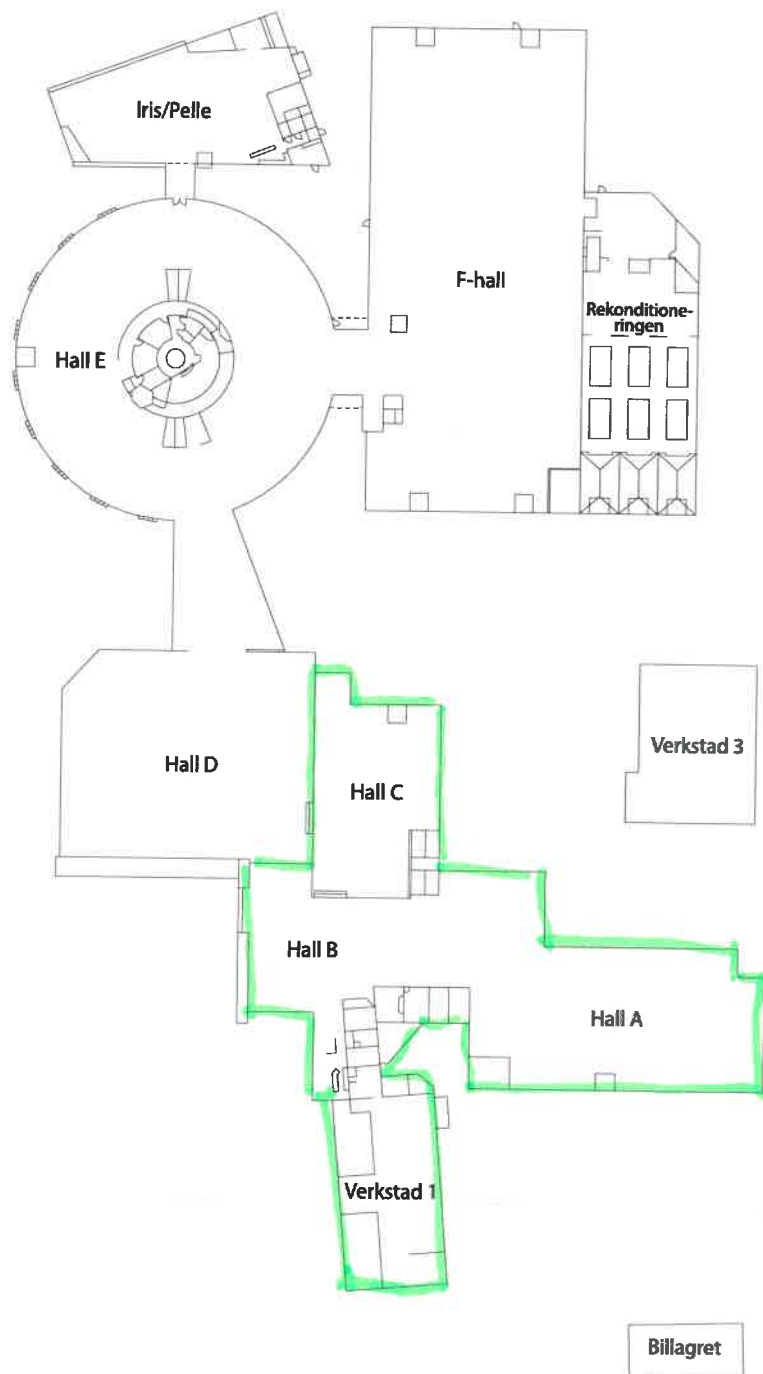 Iris/Pelle
F-hall
Rekonditione-
ringen
Hall E
Hall D
Hall C
Verkstad 3
Hall B
Hall A
Verkstad 1
Billagret